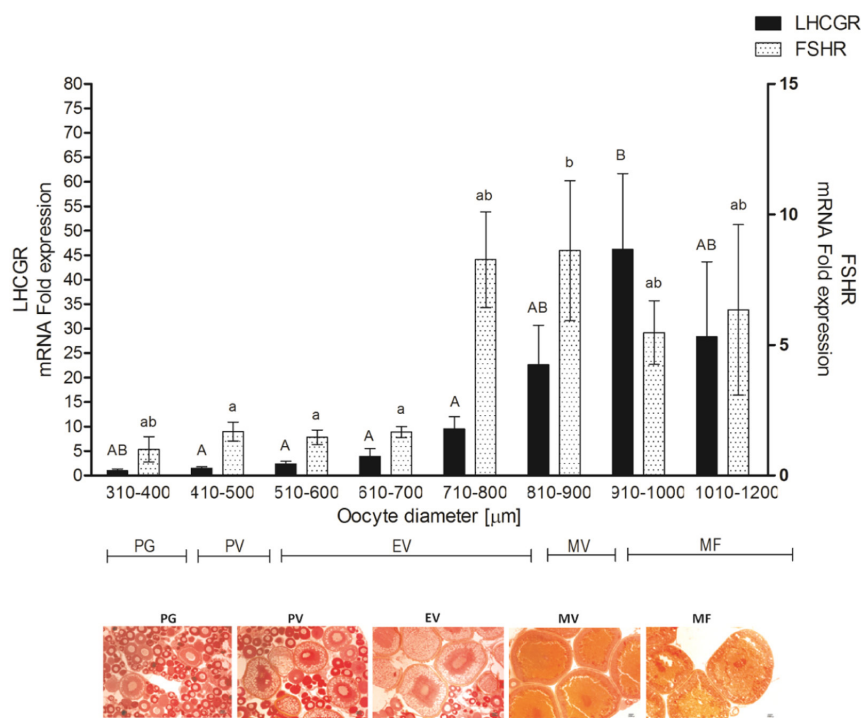 LHCGR
FSHR
80
75
70
65
60
55
50
45
40
35
30
25
20
15
10
5
0
LHCGR
mRNA Fold expression
15
10
5
0
FSHR
mRNA Fold expression
AB
ab
A
a
A
a
A
a
A
ab
AB
b
B
ab
AB
ab
310-400 410-500 510-600 610-700 710-800 810-900 910-1000 1010-1200
Oocyte diameter [µm]
PG PV EV MV MF
PG PV EV MV MF